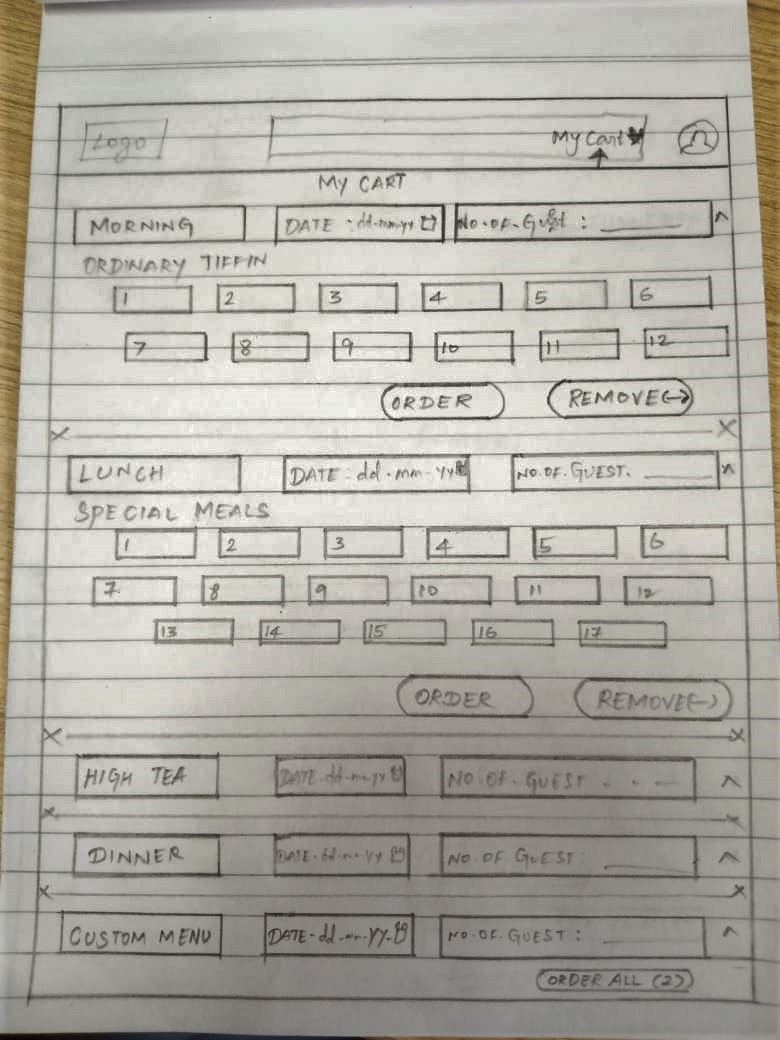 Logo My Cart
MY CART
MORNING DATE : dd-mm-yy No.of.Guest : ______
ORDINARY TIFFIN
1 2 3 4 5 6
7 8 9 10 11 12
ORDER REMOVE(->)
LUNCH DATE - dd.mm.yy NO.OF.GUEST. ______
SPECIAL MEALS
1 2 3 4 5 6
7 8 9 10 11 12
13 14 15 16 17
ORDER REMOVE(->)
HIGH TEA DATE-dd-m-yy NO.OF.GUEST - - -
DINNER DATE-dd-m-yy NO OF GUEST ______
CUSTOM MENU DATE-dd-mm-yy NO.OF.GUEST : ______
ORDER ALL (2)